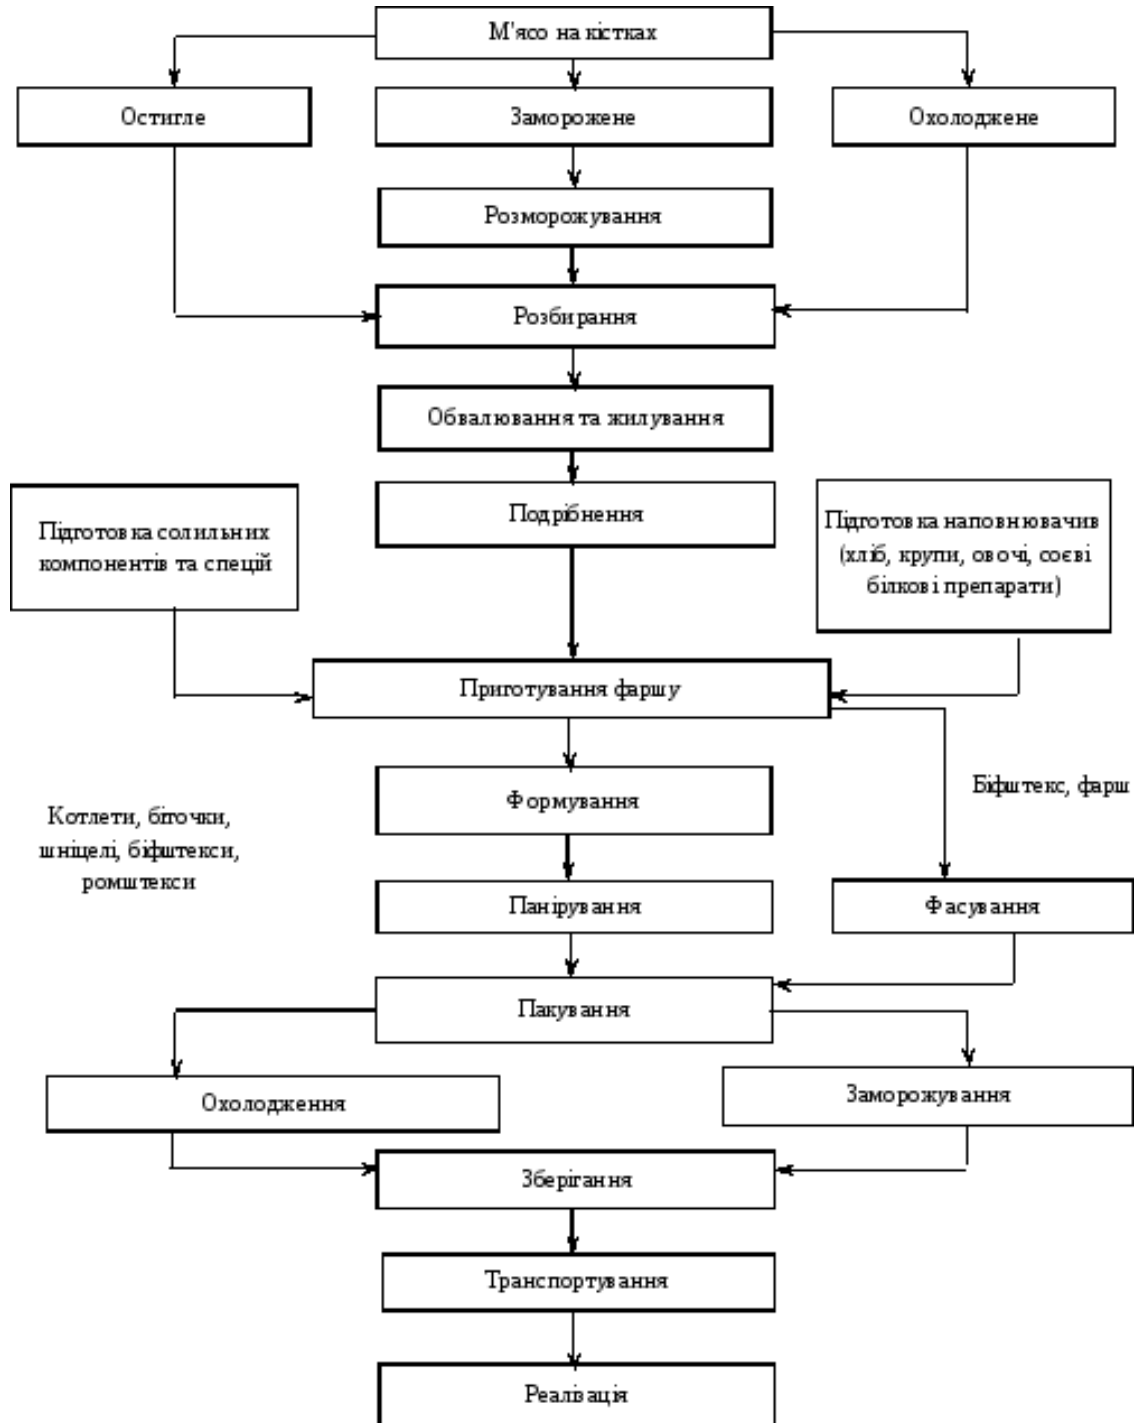 М'ясо на кістках
Остигле
Заморожене
Охолоджене
Розморожування
Розбирання
Обвалювання та жилування
Подрібнення
Підготовка солильних
компонентів та спецій
Підготовка наповнювачив
(хліб, крупи, овочі, соєві
білкові препарати)
Приготування фаршу
Формування
Біфштекс, фарш
Котлети, біточки,
шніцелі, біфштекси,
ромштекси
Панірування
Фасування
Пакування
Охолодження
Заморожування
Зберігання
Транспортування
Реалізація